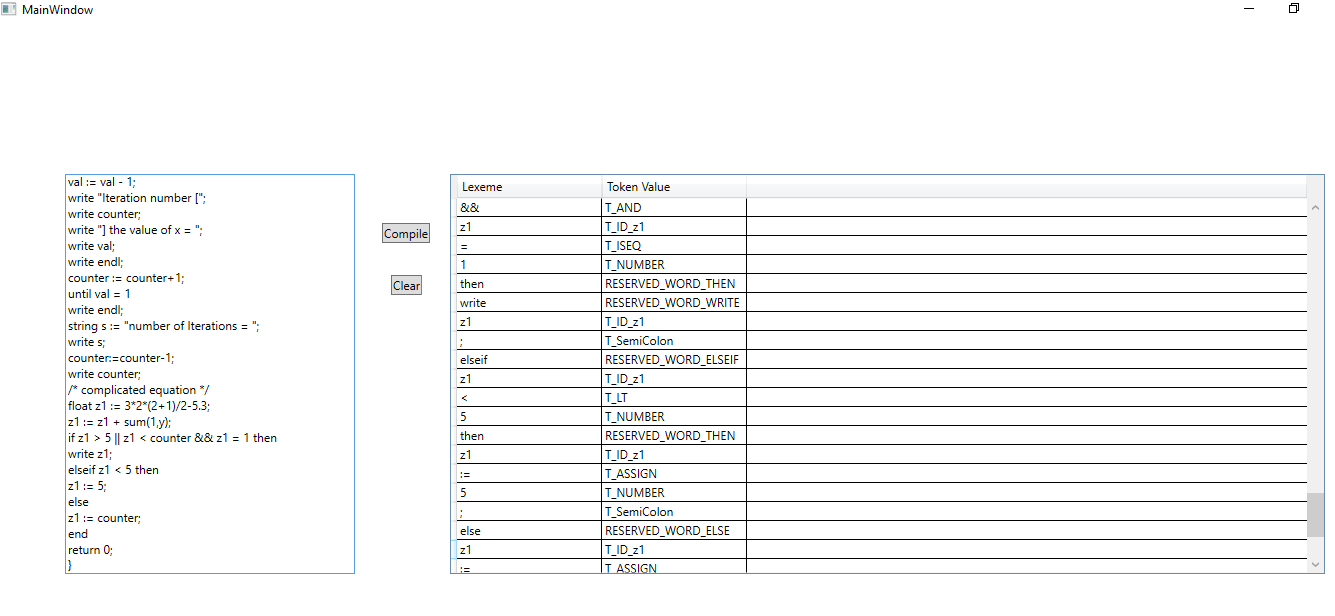 MainWindow
val := val - 1;
write "Iteration number [";
write counter;
write "] the value of x = ";
write val;
write endl;
counter := counter+1;
until val = 1
write endl;
string s := "number of Iterations = ";
write s;
counter:=counter-1;
write counter;
/* complicated equation */
float z1 := 3*2*(2+1)/2-5.3;
z1 := z1 + sum(1,y);
if z1 > 5 || z1 < counter && z1 = 1 then
write z1;
elseif z1 < 5 then
z1 := 5;
else
z1 := counter;
end
return 0;
}
Compile
Clear
Lexeme Token Value
&& T_AND
z1 T_ID_z1
= T_ISEQ
1 T_NUMBER
then RESERVED_WORD_THEN
write RESERVED_WORD_WRITE
z1 T_ID_z1
; T_SemiColon
elseif RESERVED_WORD_ELSEIF
z1 T_ID_z1
< T_LT
5 T_NUMBER
then RESERVED_WORD_THEN
z1 T_ID_z1
:= T_ASSIGN
5 T_NUMBER
; T_SemiColon
else RESERVED_WORD_ELSE
z1 T_ID_z1
:= T_ASSIGN